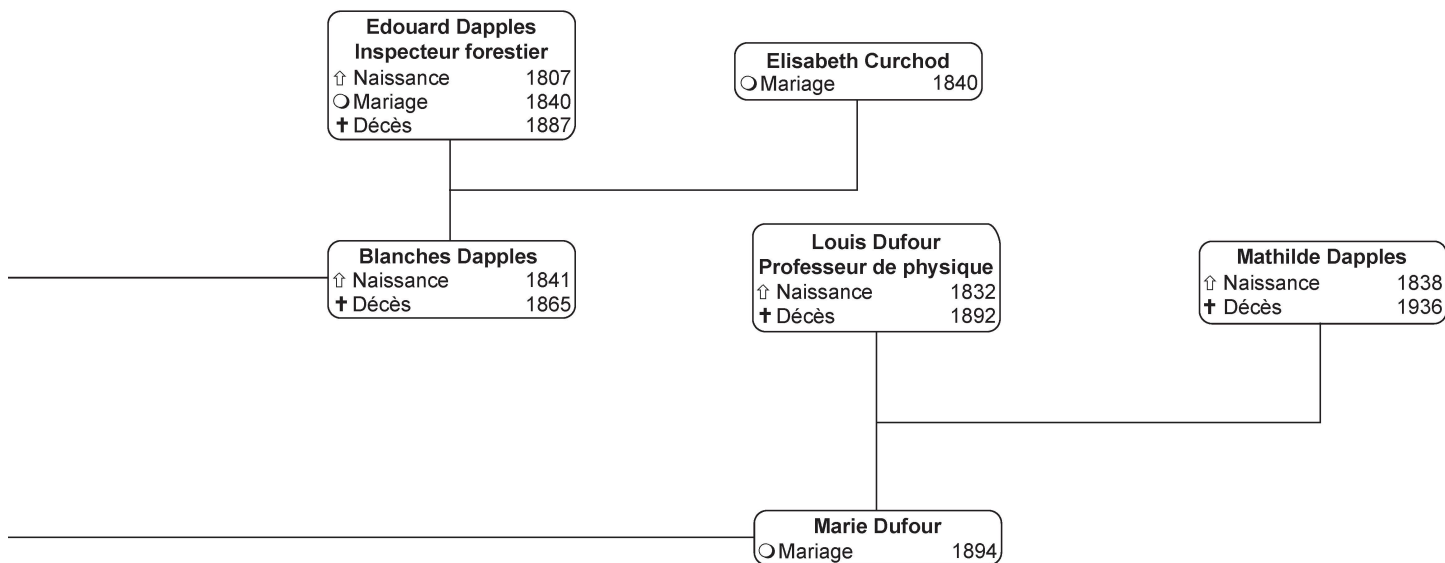 Edouard Dapples
Inspecteur forestier
⇧ Naissance 1807
❍ Mariage 1840
✝ Décès 1887
Elisabeth Curchod
❍ Mariage 1840
Blanches Dapples
⇧ Naissance 1841
✝ Décès 1865
Louis Dufour
Professeur de physique
⇧ Naissance 1832
✝ Décès 1892
Mathilde Dapples
⇧ Naissance 1838
✝ Décès 1936
Marie Dufour
❍ Mariage 1894